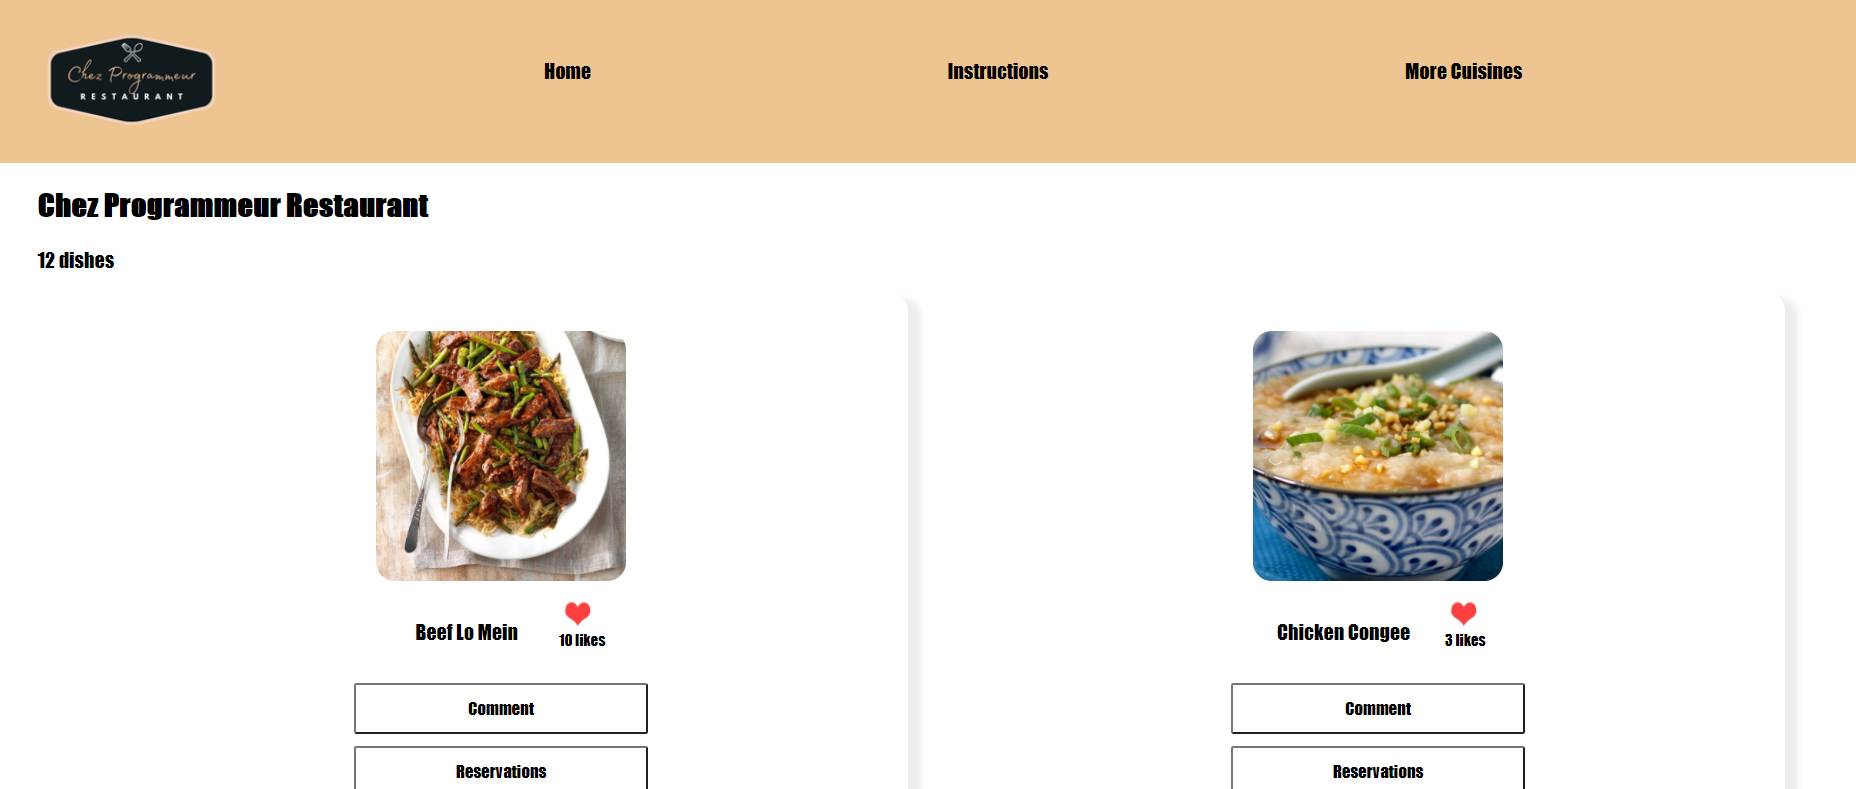 Chez Programmeur
RESTAURANT
Home
Instructions
More Cuisines
Chez Programmeur Restaurant
12 dishes
Beef Lo Mein
10 likes
Chicken Congee
3 likes
Comment
Comment
Reservations
Reservations